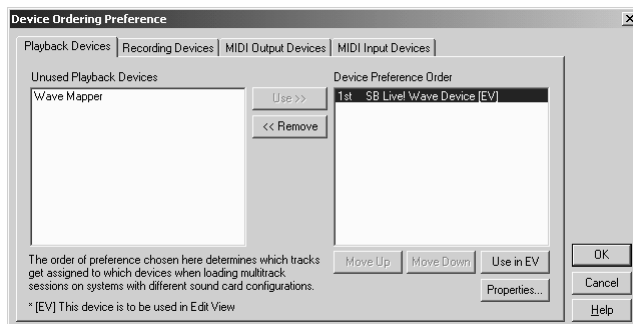 Device Ordering Preference
Playback Devices Recording Devices MIDI Output Devices MIDI Input Devices
Unused Playback Devices
Wave Mapper
Use >>
<< Remove
Device Preference Order
1st SB Live! Wave Device [EV]
Move Up Move Down Use in EV
Properties...
The order of preference chosen here determines which tracks
get assigned to which devices when loading multitrack
sessions on systems with different sound card configurations.
* [EV] This device is to be used in Edit View
OK
Cancel
Help